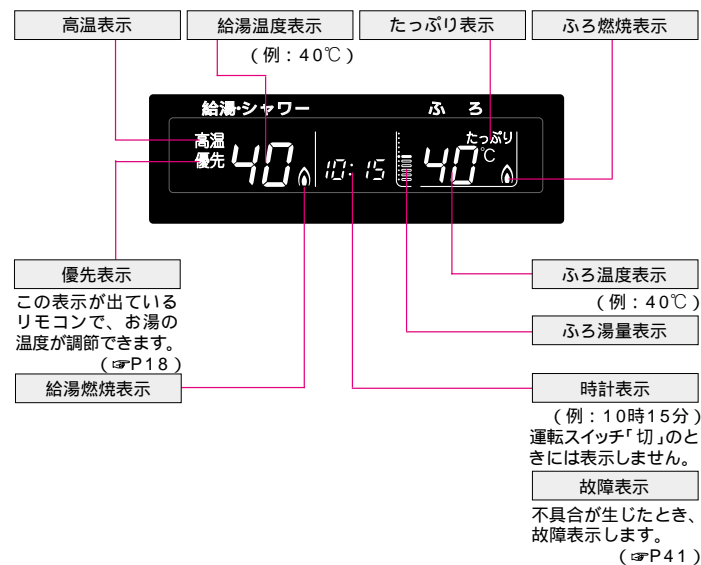 高温表示
給湯温度表示
たっぷり表示
ふろ燃焼表示
(例：40℃)
給湯・シャワー
ふ ろ
高温
優先
40
10:15
たっぷり
40
℃
優先表示
この表示が出ている
リモコンで、お湯の
温度が調節できます。
(☞P18)
給湯燃焼表示
ふろ温度表示
(例：40℃)
ふろ湯量表示
時計表示
(例：10時15分)
運転スイッチ「切」のと
きには表示しません。
故障表示
不具合が生じたとき、
故障表示します。
(☞P41)